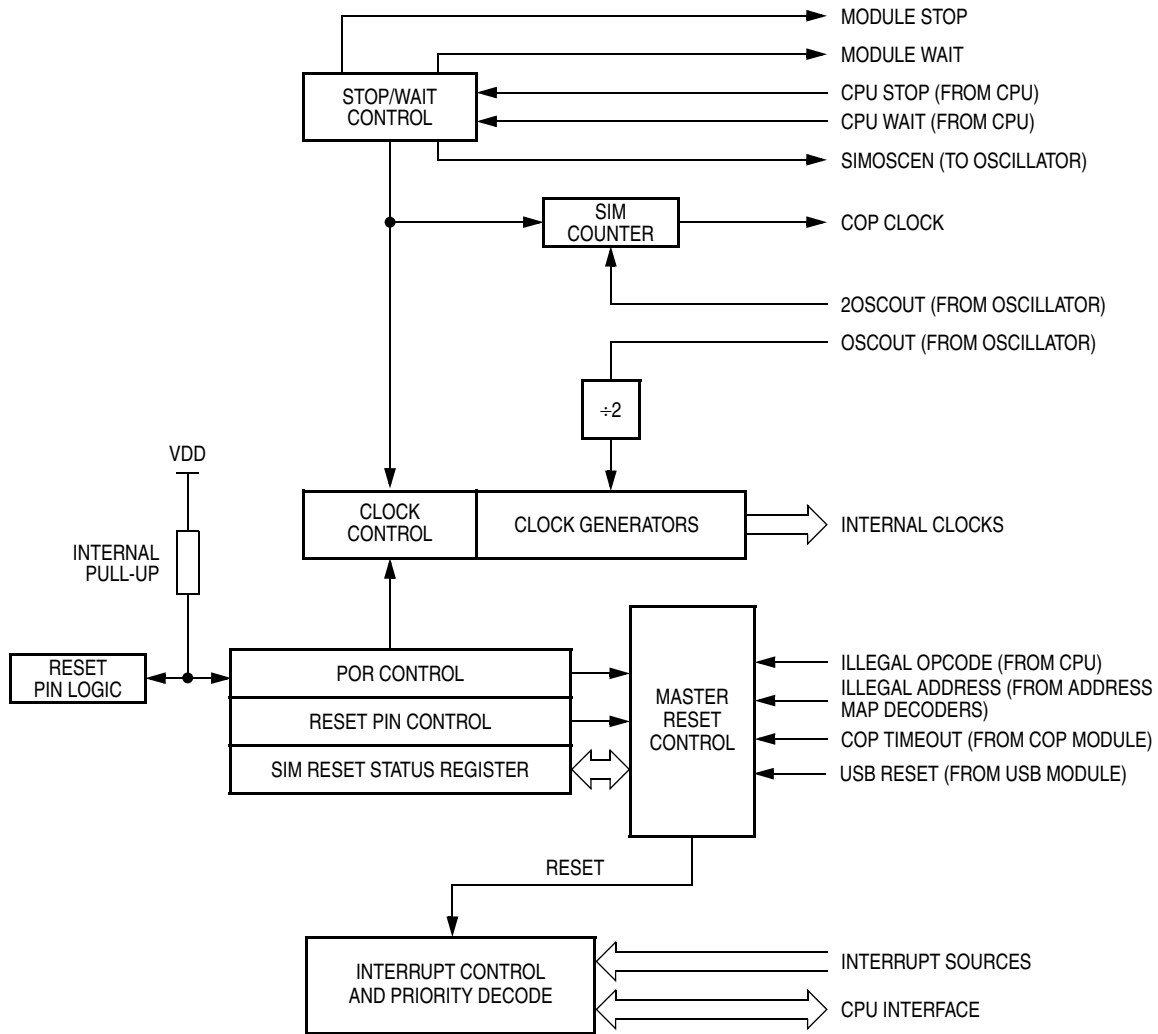 MODULE STOP
MODULE WAIT
STOP/WAIT
CONTROL
CPU STOP (FROM CPU)
CPU WAIT (FROM CPU)
SIMOSCEN (TO OSCILLATOR)
SIM
COUNTER
COP CLOCK
2OSCOUT (FROM OSCILLATOR)
OSCOUT (FROM OSCILLATOR)
÷2
VDD
CLOCK
CONTROL
CLOCK GENERATORS
INTERNAL CLOCKS
INTERNAL
PULL-UP
RESET
PIN LOGIC
POR CONTROL
RESET PIN CONTROL
SIM RESET STATUS REGISTER
MASTER
RESET
CONTROL
ILLEGAL OPCODE (FROM CPU)
ILLEGAL ADDRESS (FROM ADDRESS
MAP DECODERS)
COP TIMEOUT (FROM COP MODULE)
USB RESET (FROM USB MODULE)
RESET
INTERRUPT CONTROL
AND PRIORITY DECODE
INTERRUPT SOURCES
CPU INTERFACE